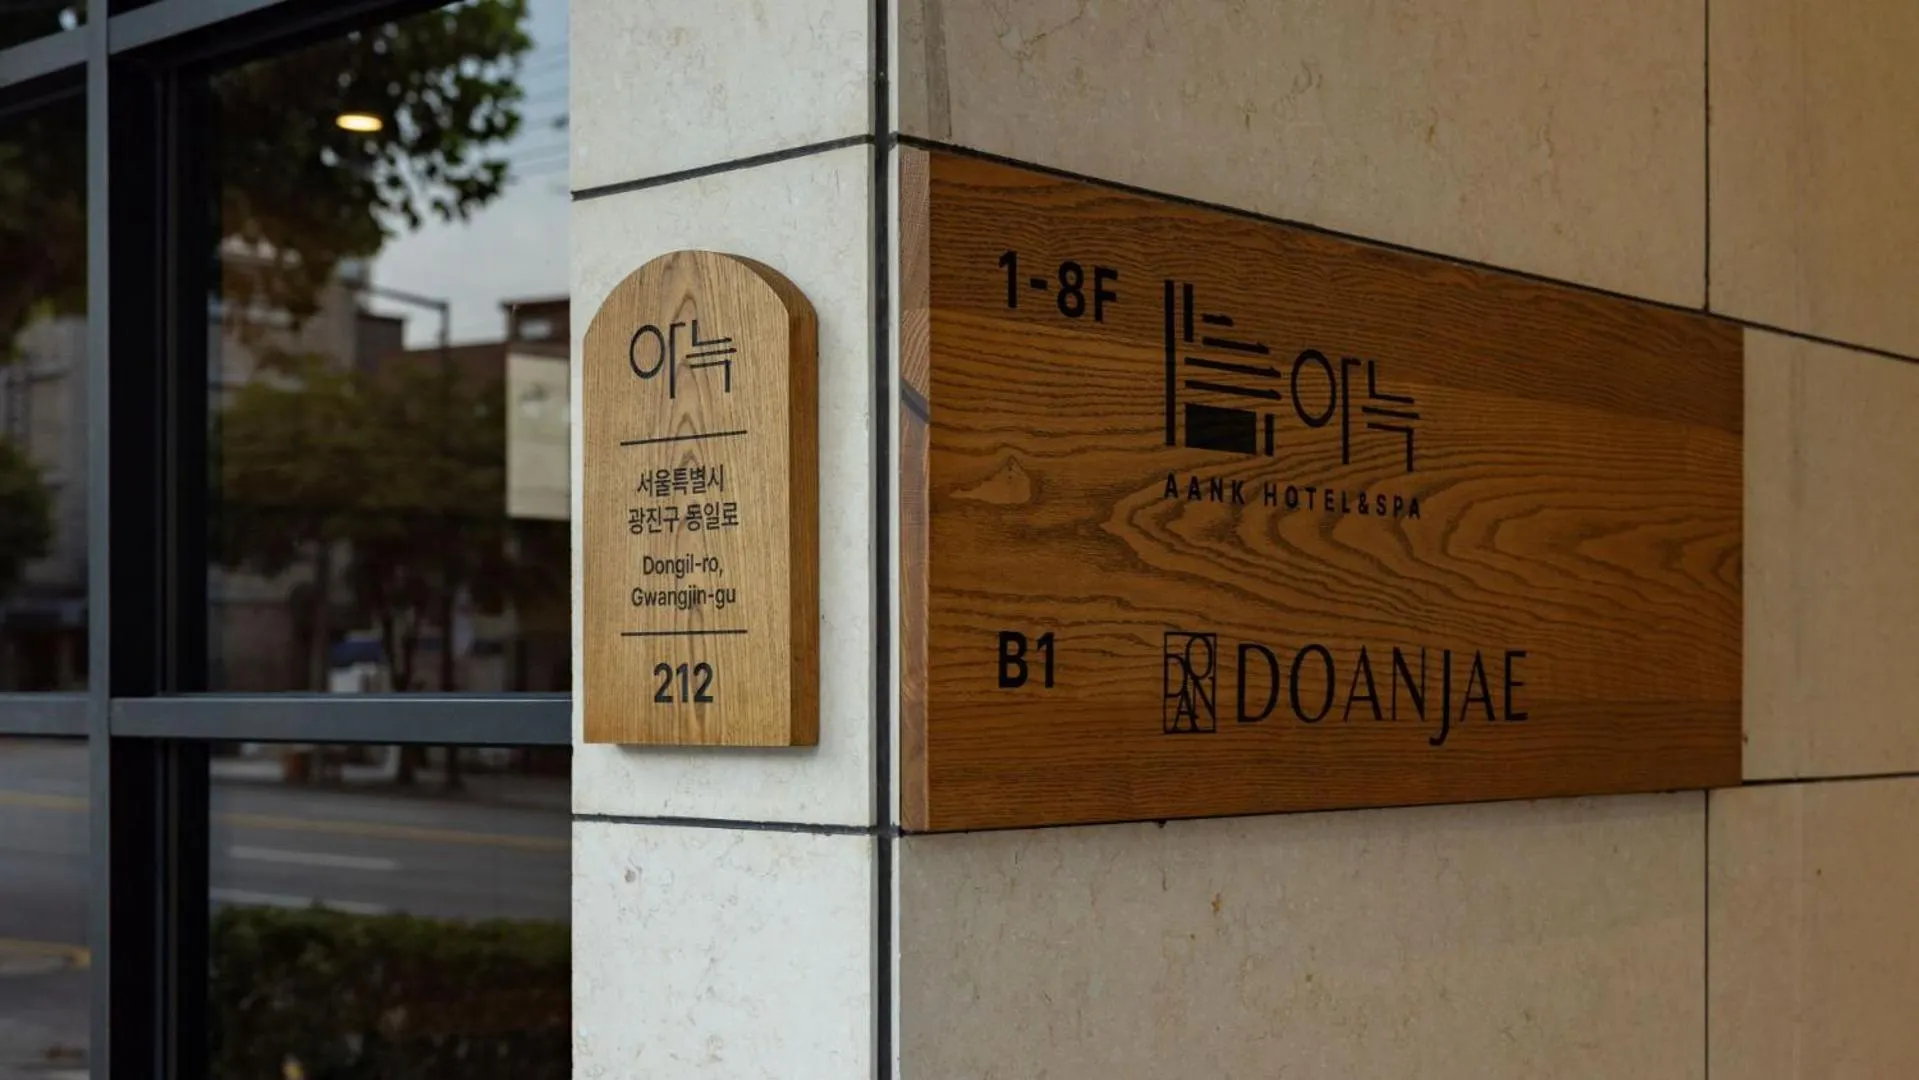 아늑
서울특별시
광진구 동일로
Dongil-ro,
Gwangjin-gu
212
1-8F
아늑
AANK HOTEL&SPA
B1
DOAN
DOANJAE